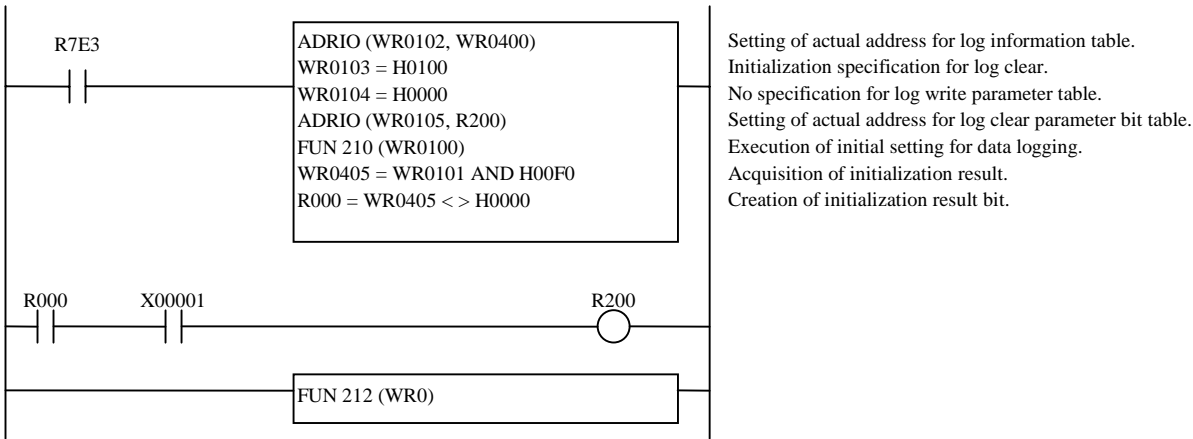 R7E3
ADRIO (WR0102, WR0400)
WR0103 = H0100
WR0104 = H0000
ADRIO (WR0105, R200)
FUN 210 (WR0100)
WR0405 = WR0101 AND H00F0
R000 = WR0405 < > H0000
Setting of actual address for log information table.
Initialization specification for log clear.
No specification for log write parameter table.
Setting of actual address for log clear parameter bit table.
Execution of initial setting for data logging.
Acquisition of initialization result.
Creation of initialization result bit.
R000 X00001 R200
FUN 212 (WR0)